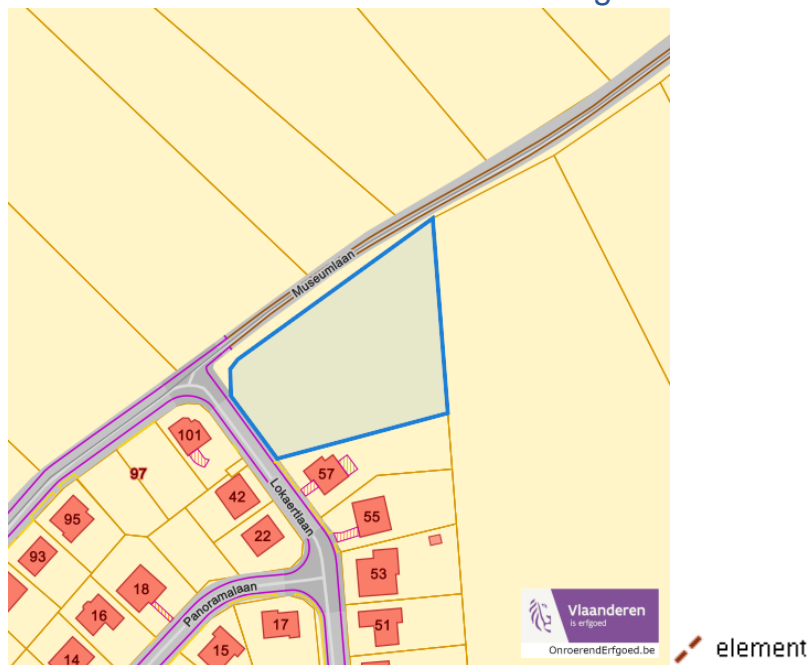 Museumlaan
101
97
Lokaertlaan
57
42
95
55
22
93
53
18
Panoramalaan
16
17
51
15
14
Vlaanderen
is erfgoed
OnroerendErfgoed.be
element